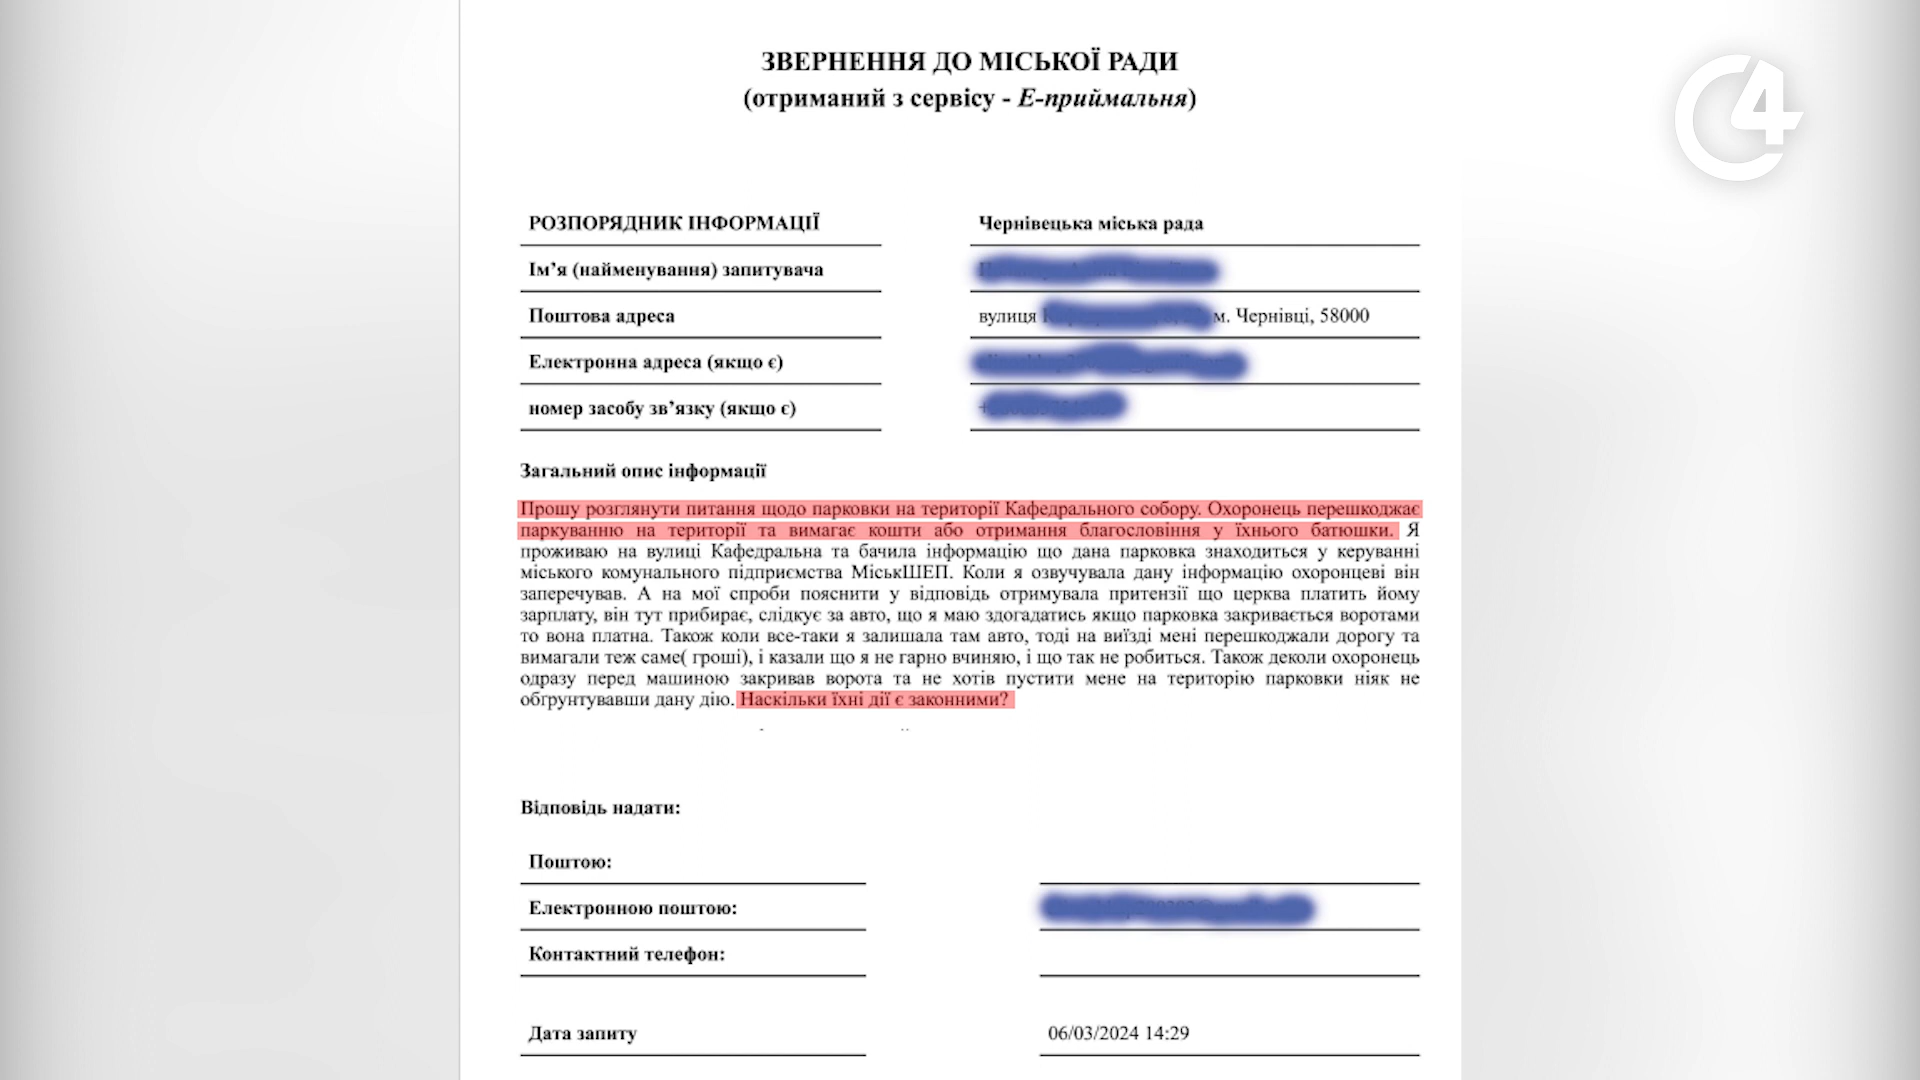 ЗВЕРНЕННЯ ДО МІСЬКОЇ РАДИ
(отриманий з сервісу - Е-приймальня)
С4
РОЗПОРЯДНИК ІНФОРМАЦІЇ
Чернівецька міська рада
Ім’я (найменування) запитувача
Поштова адреса
вулиця м. Чернівці, 58000
Електронна адреса (якщо є)
номер засобу зв’язку (якщо є)
Загальний опис інформації
Прошу розглянути питання щодо парковки на території Кафедрального собору. Охоронець перешкоджає
паркуванню на території та вимагає кошти або отримання благословіння у їхнього батюшки. Я
проживаю на вулиці Кафедральна та бачила інформацію що дана парковка знаходиться у керуванні
міського комунального підприємства МіськШЕП. Коли я озвучувала дану інформацію охоронцеві він
заперечував. А на мої спроби пояснити у відповідь отримувала притензії що церква платить йому
зарплату, він тут прибирає, слідкує за авто, що я маю здогадатись якщо парковка закривається воротами
то вона платна. Також коли все-таки я залишала там авто, тоді на виїзді мені перешкоджали дорогу та
вимагали теж саме( гроші), і казали що я не гарно вчиняю, і що так не робиться. Також деколи охоронець
одразу перед машиною закривав ворота та не хотів пустити мене на територію парковки ніяк не
обґрунтувавши дану дію. Наскільки їхні дії є законними?
Відповідь надати:
Поштою:
Електронною поштою:
Контактний телефон:
Дата запиту
06/03/2024 14:29